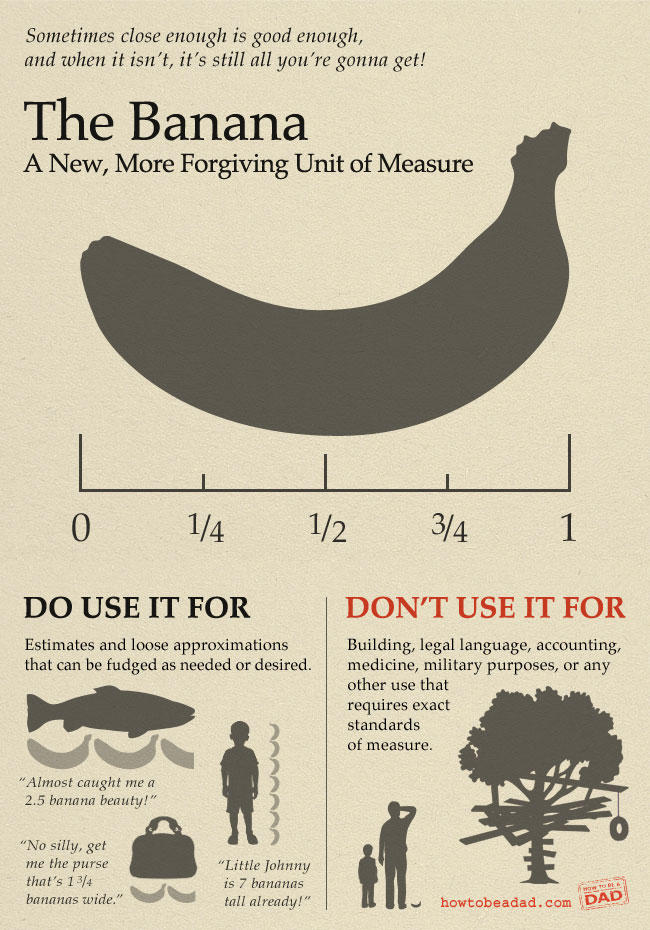 Sometimes close enough is good enough,
and when it isn't, it's still all you're gonna get!
The Banana
A New, More Forgiving Unit of Measure
0 1/4 1/2 3/4 1
DO USE IT FOR
Estimates and loose approximations
that can be fudged as needed or desired.
"Almost caught me a
2.5 banana beauty!"
"No silly, get
me the purse
that's 1 3/4
bananas wide."
"Little Johnny
is 7 bananas
tall already!"
DON'T USE IT FOR
Building, legal language, accounting,
medicine, military purposes, or any
other use that
requires exact
standards
of measure.
howtobeadad.com
HOW TO BE A
DAD